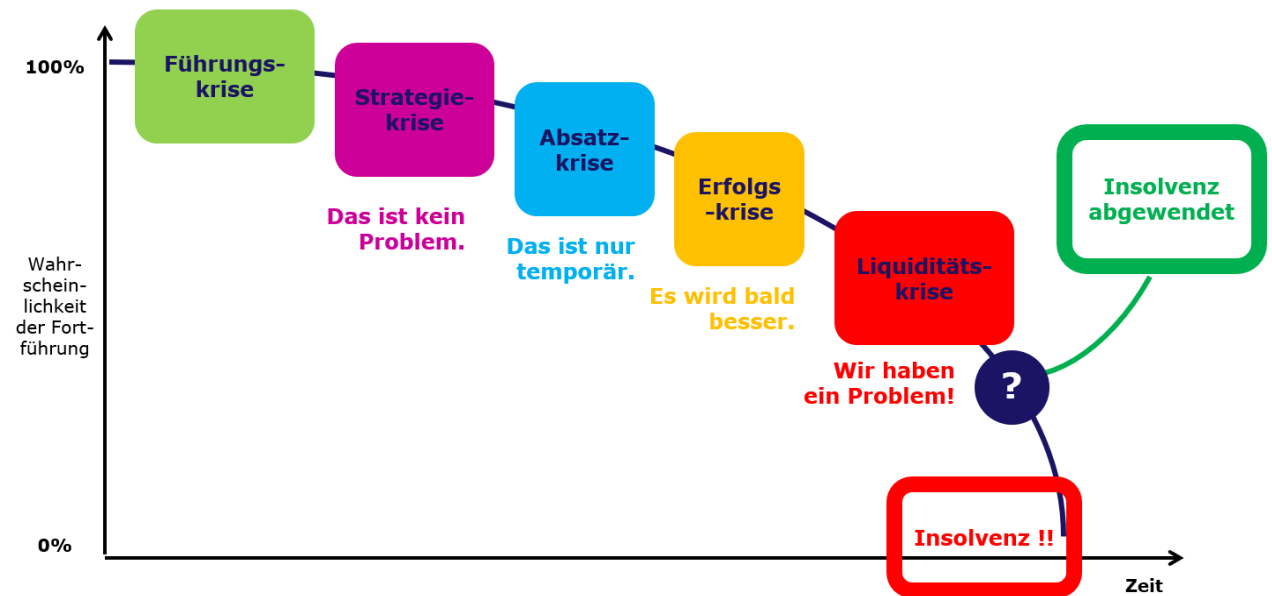 100%
Führungs-
krise
Strategie-
krise
Absatz-
krise
Erfolgs
-krise
Liquiditäts-
krise
Insolvenz
abgewendet
Das ist kein
Problem.
Das ist nur
temporär.
Es wird bald
besser.
Wir haben
ein Problem!
?
Wahr-
schein-
lichkeit
der Fort-
führung
0%
Insolvenz !!
Zeit